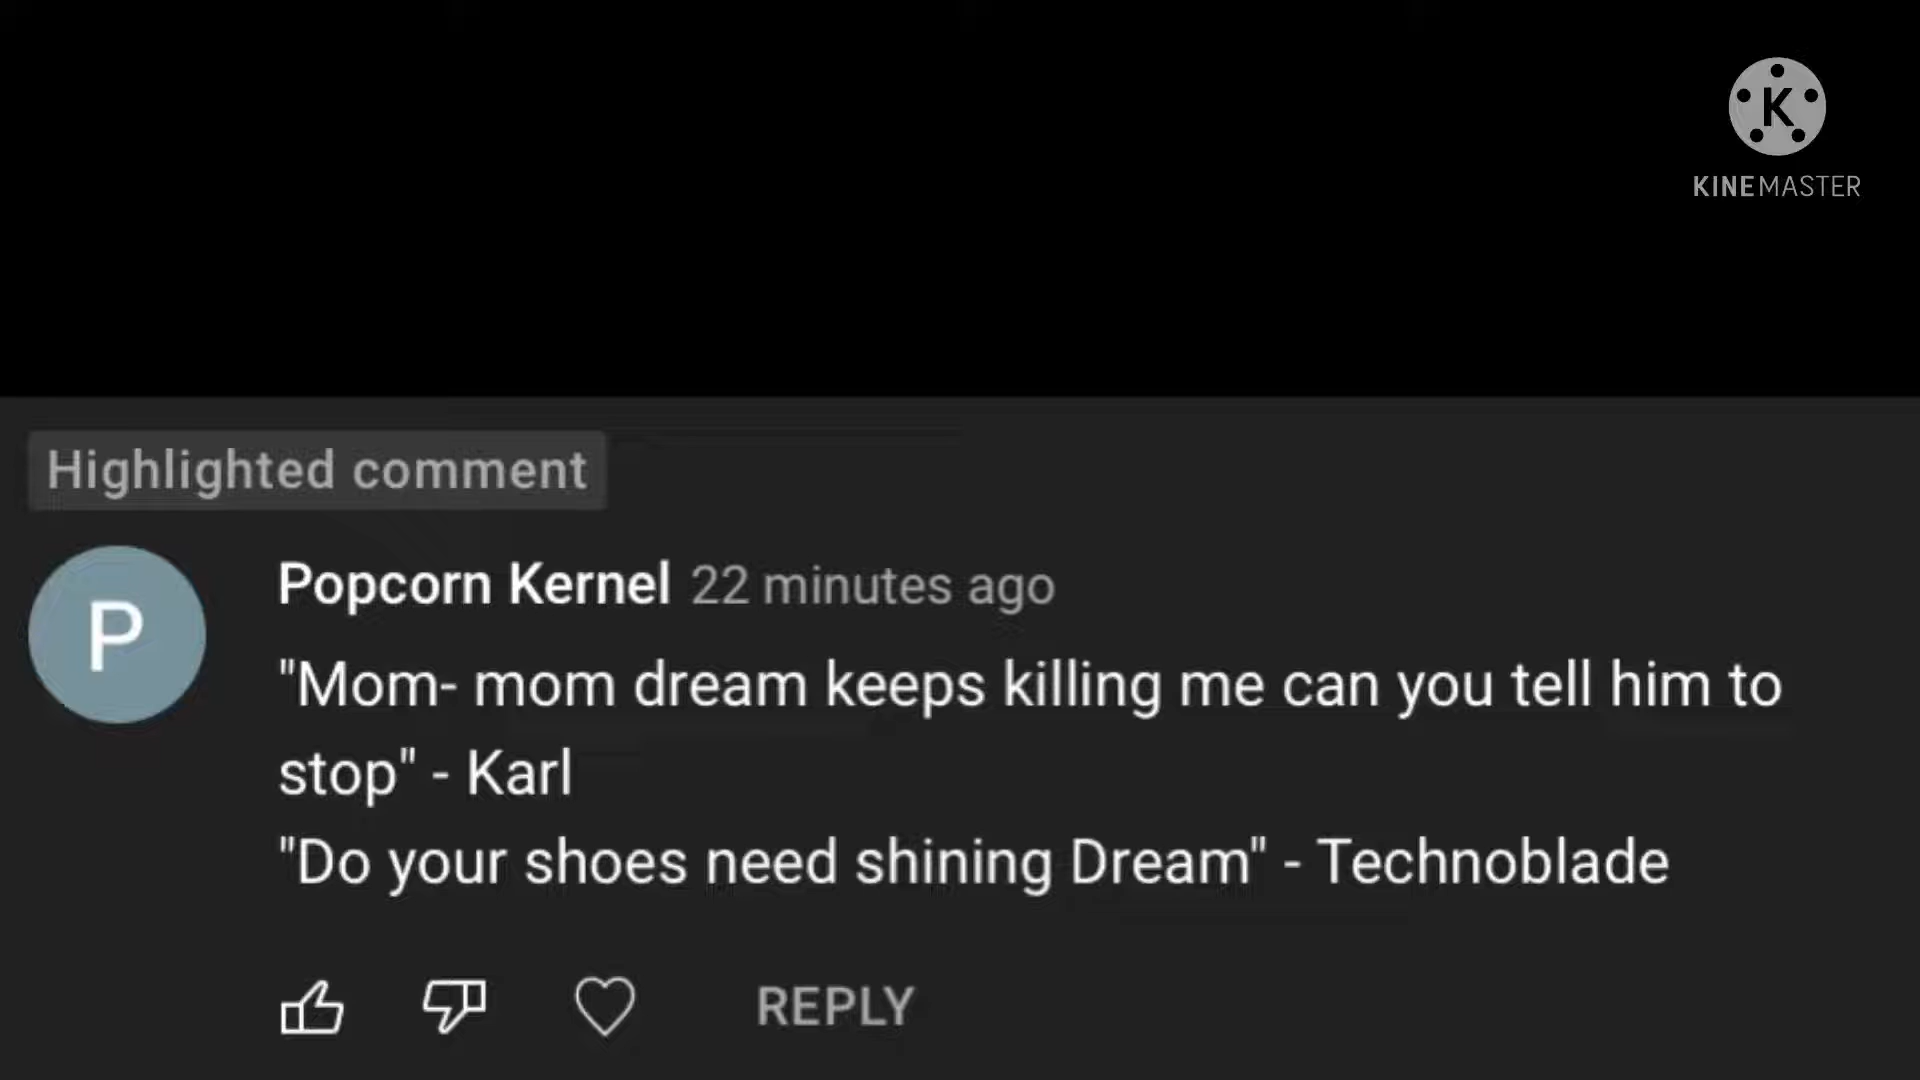 K
KINEMASTER
Highlighted comment
P
Popcorn Kernel 22 minutes ago
"Mom- mom dream keeps killing me can you tell him to
stop" - Karl
"Do your shoes need shining Dream" - Technoblade
REPLY